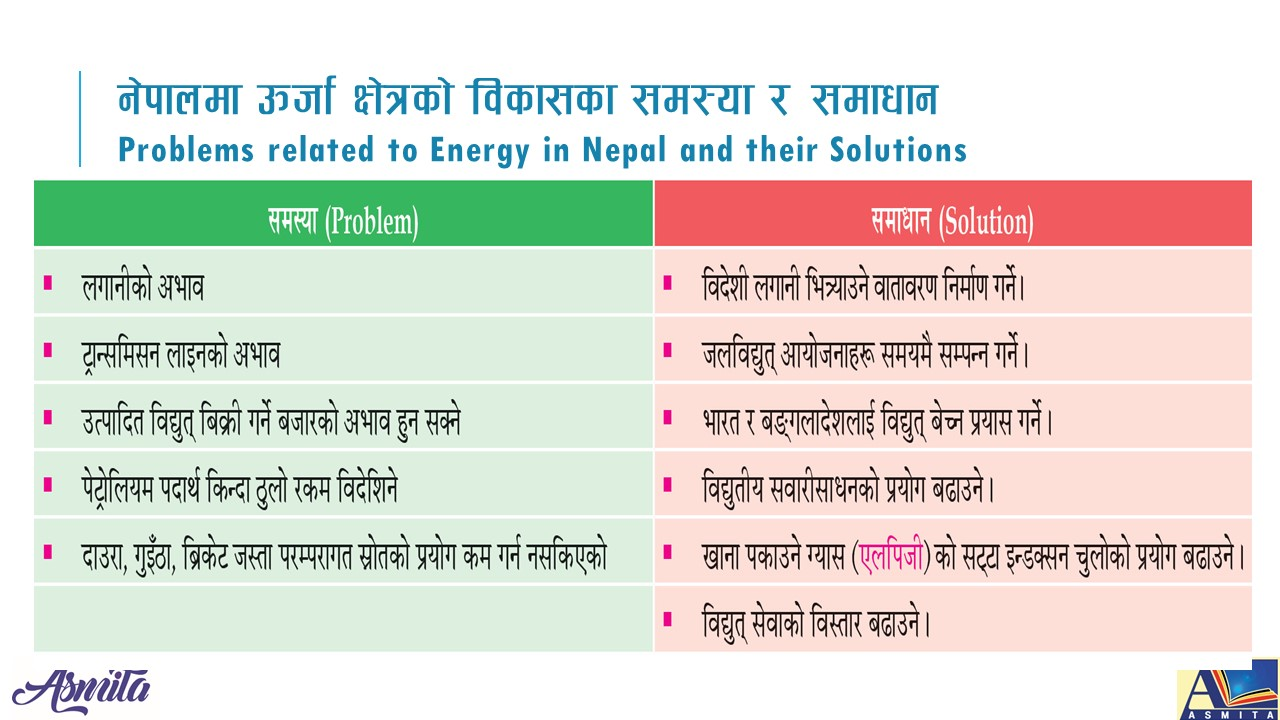 नेपालमा ऊर्जा क्षेत्रको विकासका समस्या र समाधान
Problems related to Energy in Nepal and their Solutions
समस्या (Problem)
समाधान (Solution)
लगानीको अभाव
विदेशी लगानी भित्र्याउने वातावरण निर्माण गर्ने।
ट्रान्समिसन लाइनको अभाव
जलविद्युत् आयोजनाहरू समयमै सम्पन्न गर्ने।
उत्पादित विद्युत् बिक्री गर्ने बजारको अभाव हुन सक्ने
भारत र बङ्गलादेशलाई विद्युत् बेच्न प्रयास गर्ने।
पेट्रोलियम पदार्थ किन्दा ठुलो रकम विदेशिने
विद्युतीय सवारीसाधनको प्रयोग बढाउने।
दाउरा, गुइँठा, ब्रिकेट जस्ता परम्परागत स्रोतको प्रयोग कम गर्न नसकिएको
खाना पकाउने ग्यास (एलपिजी) को सट्टा इन्डक्सन चुलोको प्रयोग बढाउने।
विद्युत् सेवाको विस्तार बढाउने।
Asmita
ASMITA